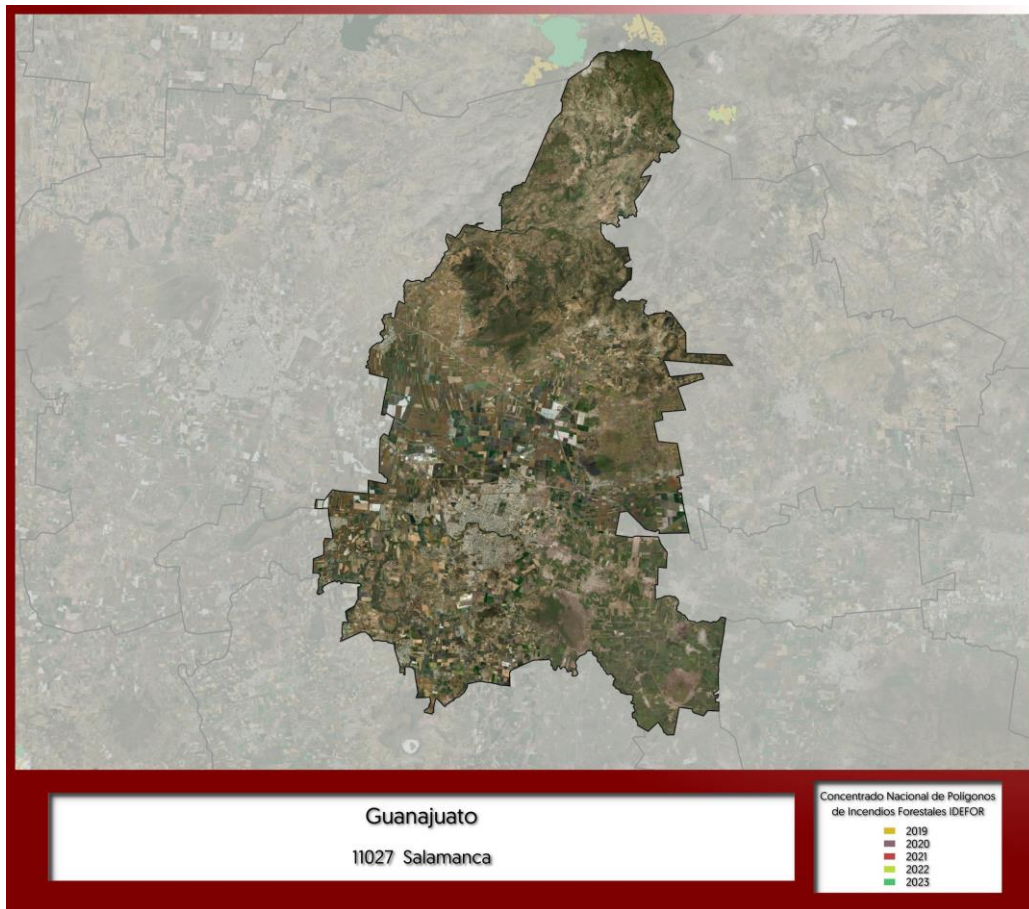 Guanajuato
11027 Salamanca
Concentrado Nacional de Polígonos
de Incendios Forestales IDEFOR
2019
2020
2021
2022
2023